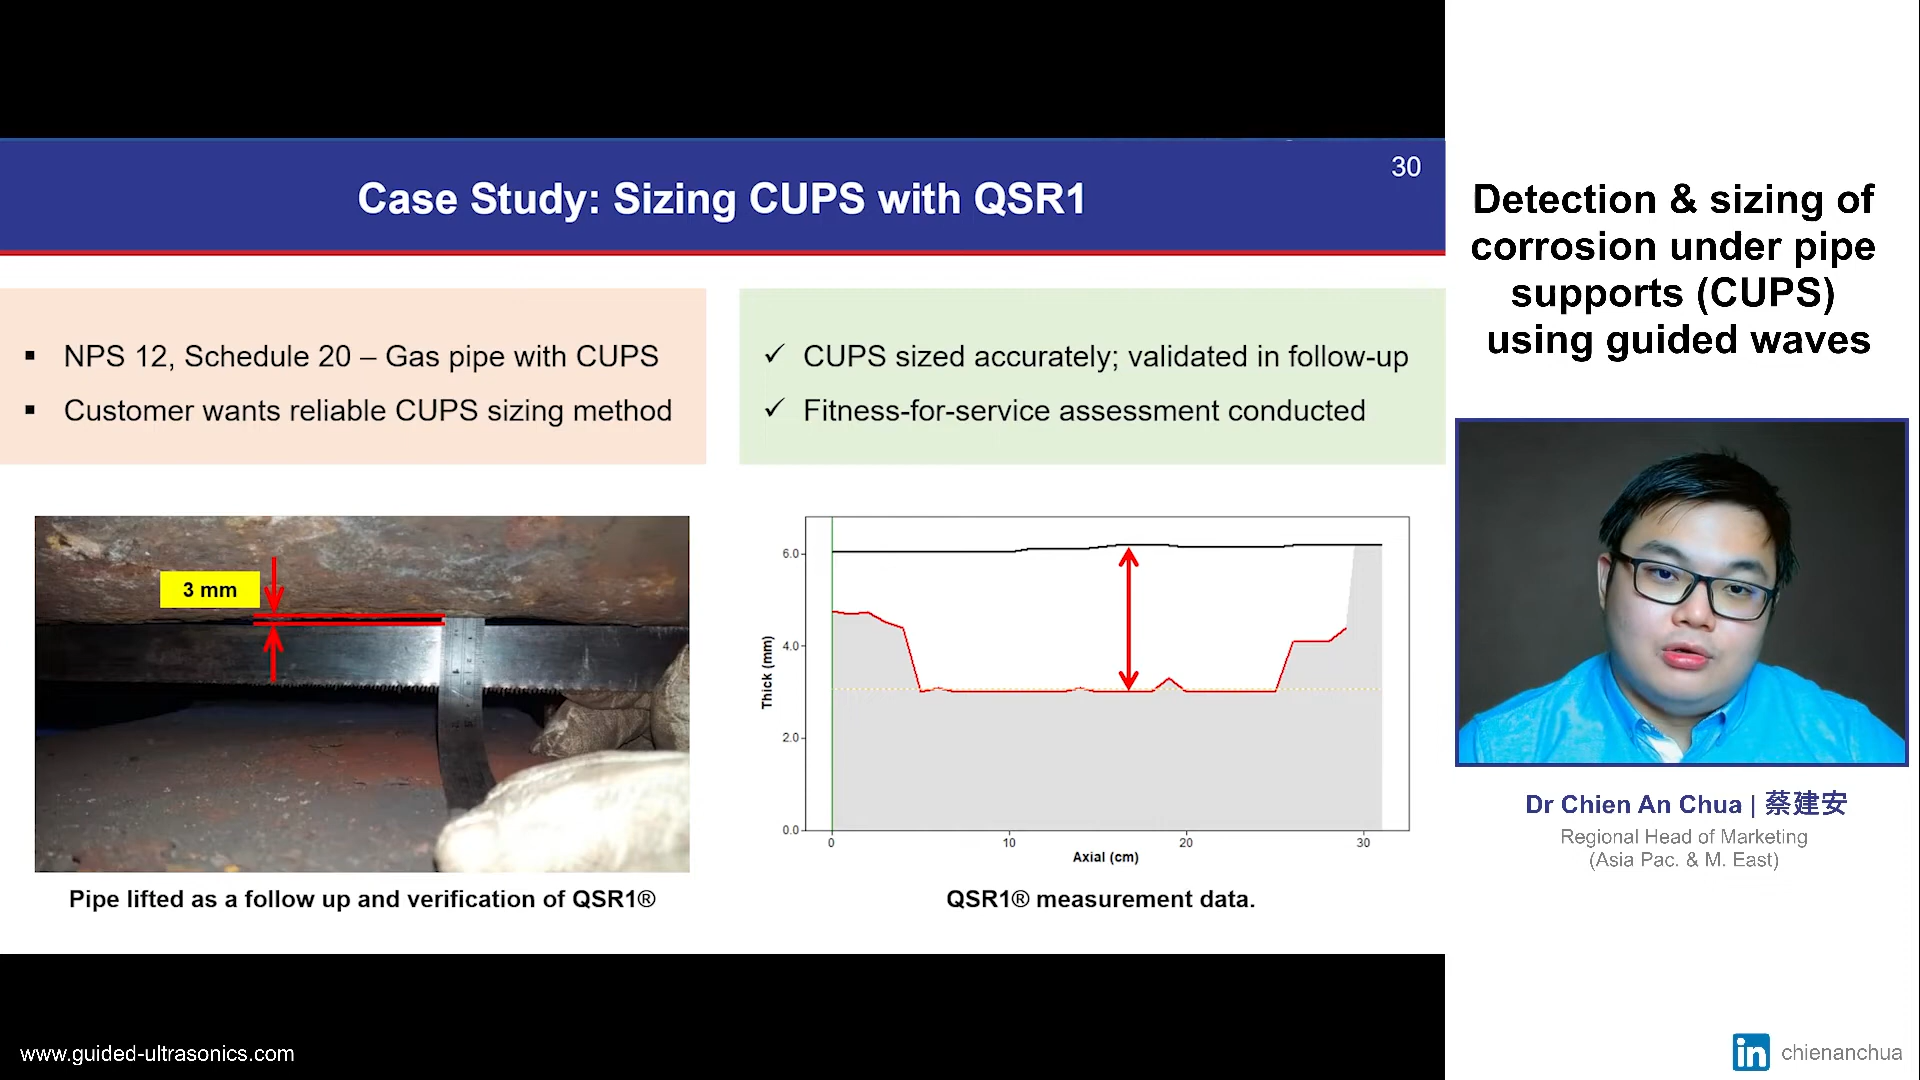 30
Case Study: Sizing CUPS with QSR1
▪ NPS 12, Schedule 20 – Gas pipe with CUPS
▪ Customer wants reliable CUPS sizing method
✓ CUPS sized accurately; validated in follow-up
✓ Fitness-for-service assessment conducted
3 mm
Pipe lifted as a follow up and verification of QSR1®
Thick (mm)
6.0
4.0
2.0
0.0
0 10 20 30
Axial (cm)
QSR1® measurement data.
Detection & sizing of
corrosion under pipe
supports (CUPS)
using guided waves
Dr Chien An Chua | 蔡建安
Regional Head of Marketing
(Asia Pac. & M. East)
www.guided-ultrasonics.com
in chienanchua